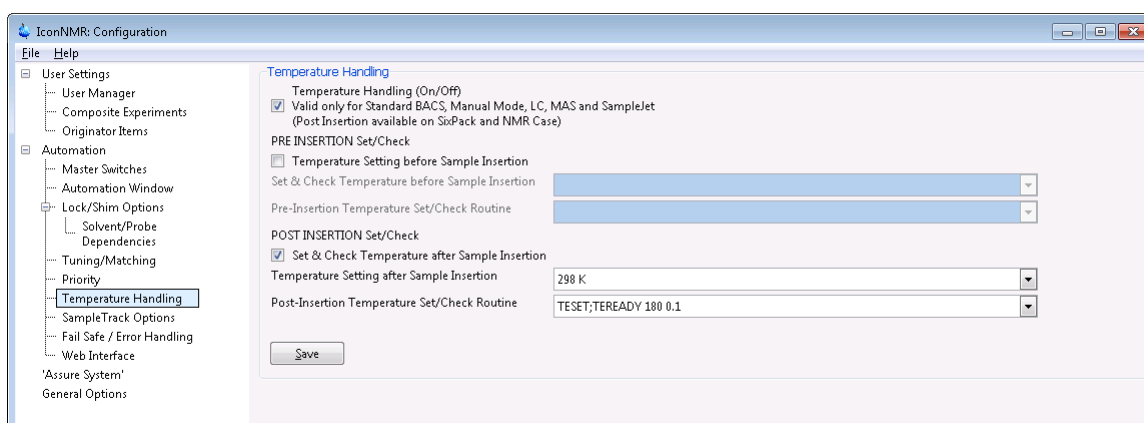 IconNMR: Configuration
File Help
User Settings
User Manager
Composite Experiments
Originator Items
Automation
Master Switches
Automation Window
Lock/Shim Options
Solvent/Probe
Dependencies
Tuning/Matching
Priority
Temperature Handling
SampleTrack Options
Fail Safe / Error Handling
Web Interface
'Assure System'
General Options
Temperature Handling
Temperature Handling (On/Off)
Valid only for Standard BACS, Manual Mode, LC, MAS and SampleJet
(Post Insertion available on SixPack and NMR Case)
PRE INSERTION Set/Check
Temperature Setting before Sample Insertion
Set & Check Temperature before Sample Insertion
Pre-Insertion Temperature Set/Check Routine
POST INSERTION Set/Check
Set & Check Temperature after Sample Insertion
Temperature Setting after Sample Insertion 298 K
Post-Insertion Temperature Set/Check Routine TESET;TEREADY 180 0.1
Save